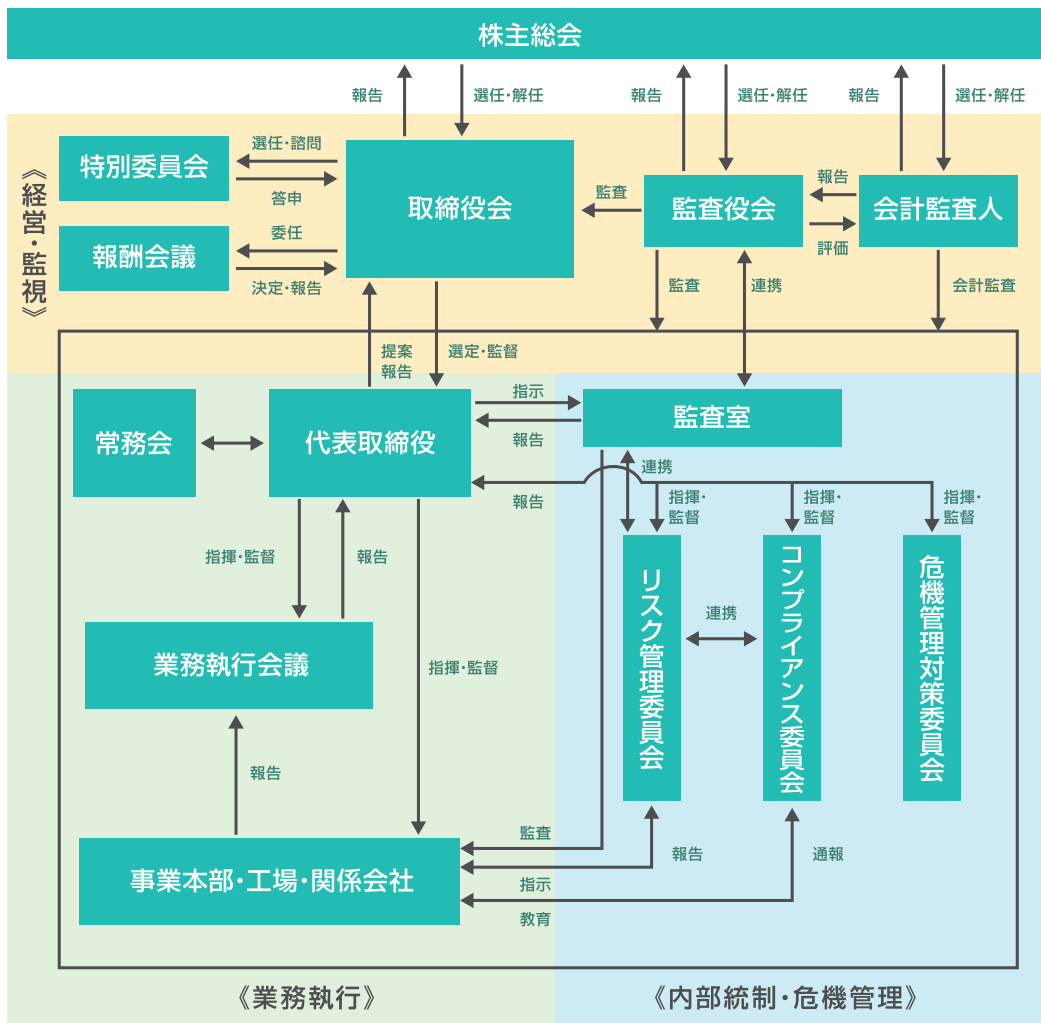 株主総会
報告
選任・解任
報告
選任・解任
報告
選任・解任
《経営・監視》
特別委員会
選任・諮問
答申
取締役会
監査
監査役会
報告
評価
会計監査人
報酬会議
委任
決定・報告
監査
連携
会計監査
提案
報告
選定・監督
常務会
代表取締役
指示
報告
監査室
連携
報告
指揮・
監督
指揮・
監督
指揮・
監督
指揮・監督
報告
リスク管理委員会
連携
コンプライアンス委員会
危機管理対策委員会
業務執行会議
指揮・監督
報告
監査
報告
通報
事業本部・工場・関係会社
指示
教育
《業務執行》
《内部統制・危機管理》